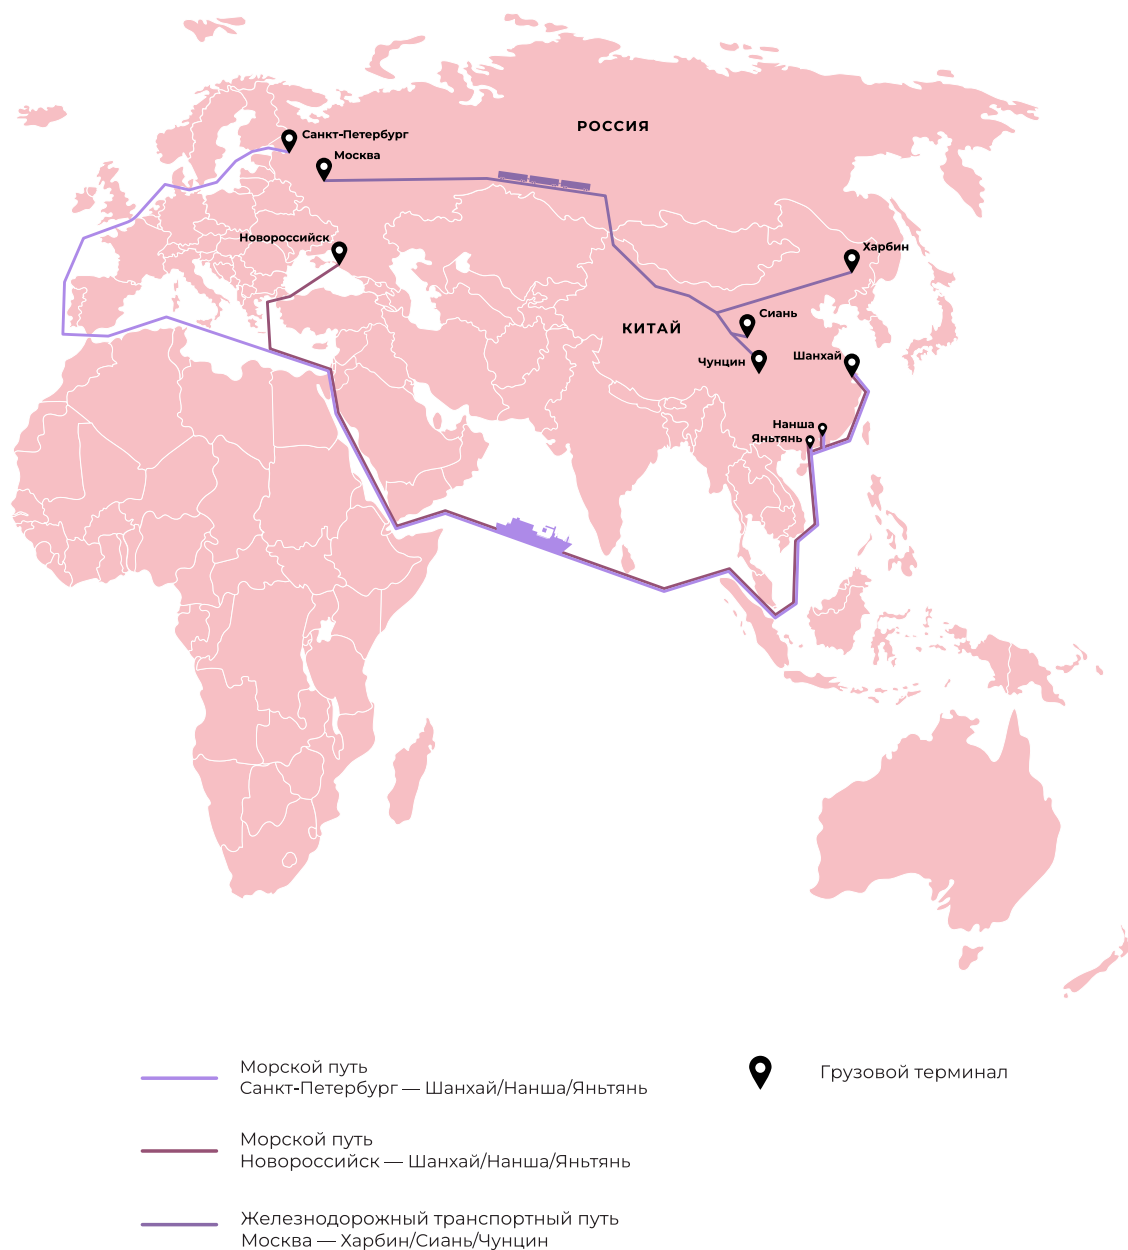 РОССИЯ
Санкт-Петербург
Москва
Новороссийск
Харбин
Сиань
КИТАЙ
Чунцин
Шанхай
Нанша
Яньтянь
Морской путь
Санкт-Петербург — Шанхай/Нанша/Яньтянь
Грузовой терминал
Морской путь
Новороссийск — Шанхай/Нанша/Яньтянь
Железнодорожный транспортный путь
Москва — Харбин/Сиань/Чунцин